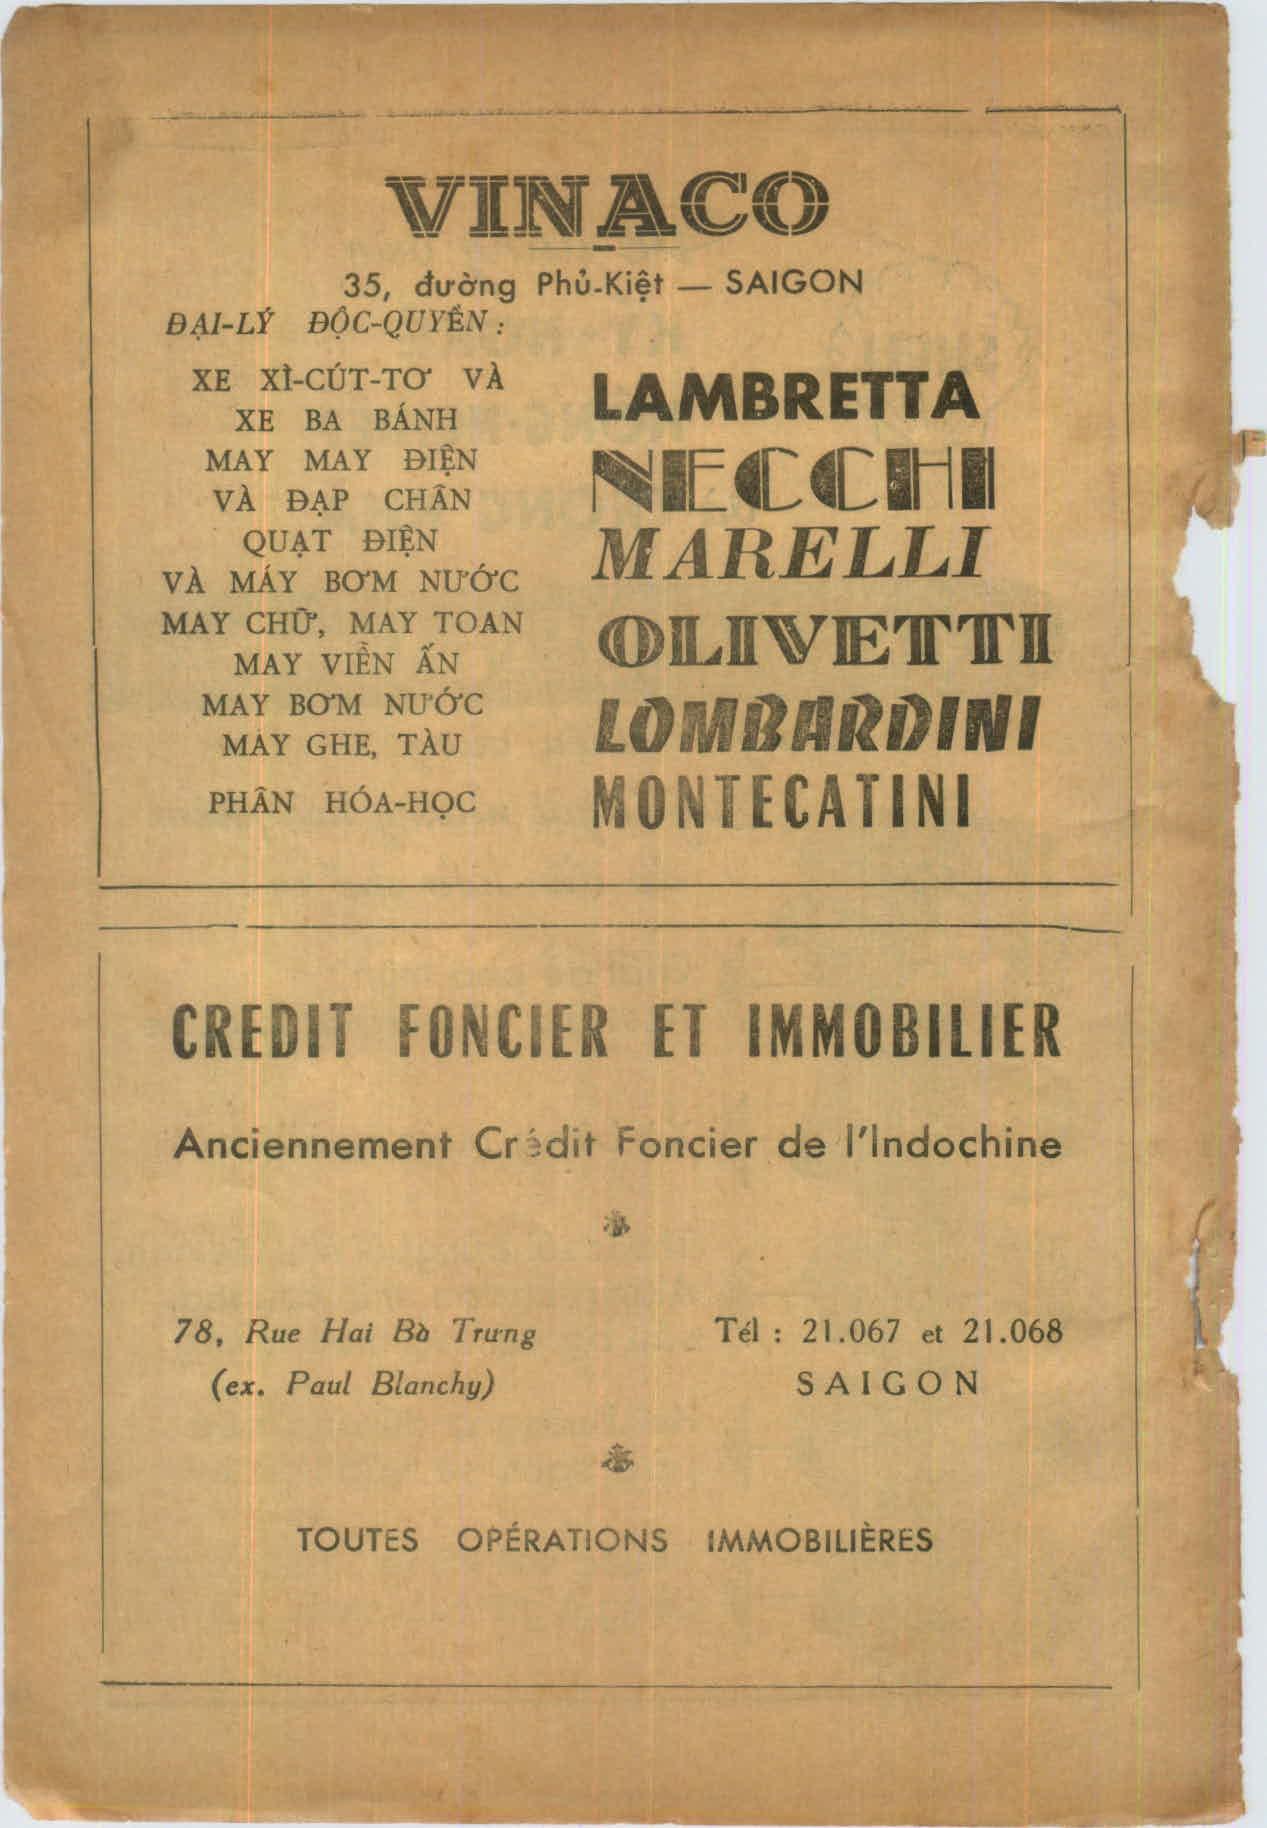 VINACO
35, đường Phủ-Kiệt — SAIGON
ĐẠI-LÝ ĐỘC-QUYỀN :
XE XÌ-CÚT-TƠ VÀ
XE BA BÁNH
LAMBRETTA
MAY MAY ĐIỆN
VÀ ĐẠP CHÂN
NECCHI
QUẠT ĐIỆN
VÀ MÁY BƠM NƯỚC
MARELLI
MAY CHỮ, MAY TOAN
MAY VIỀN ẤN
OLIVETTI
MAY BƠM NƯỚC
MAY GHE, TÀU
LOMBARDINI
PHÂN HÓA-HỌC
MONTECATINI
CREDIT FONCIER ET IMMOBILIER
Anciennement Crédit Foncier de l'Indochine
78, Rue Hai Bà Trưng
(ex. Paul Blanchy)
Tél : 21.067 et 21.068
SAIGON
TOUTES OPÉRATIONS IMMOBILIÈRES